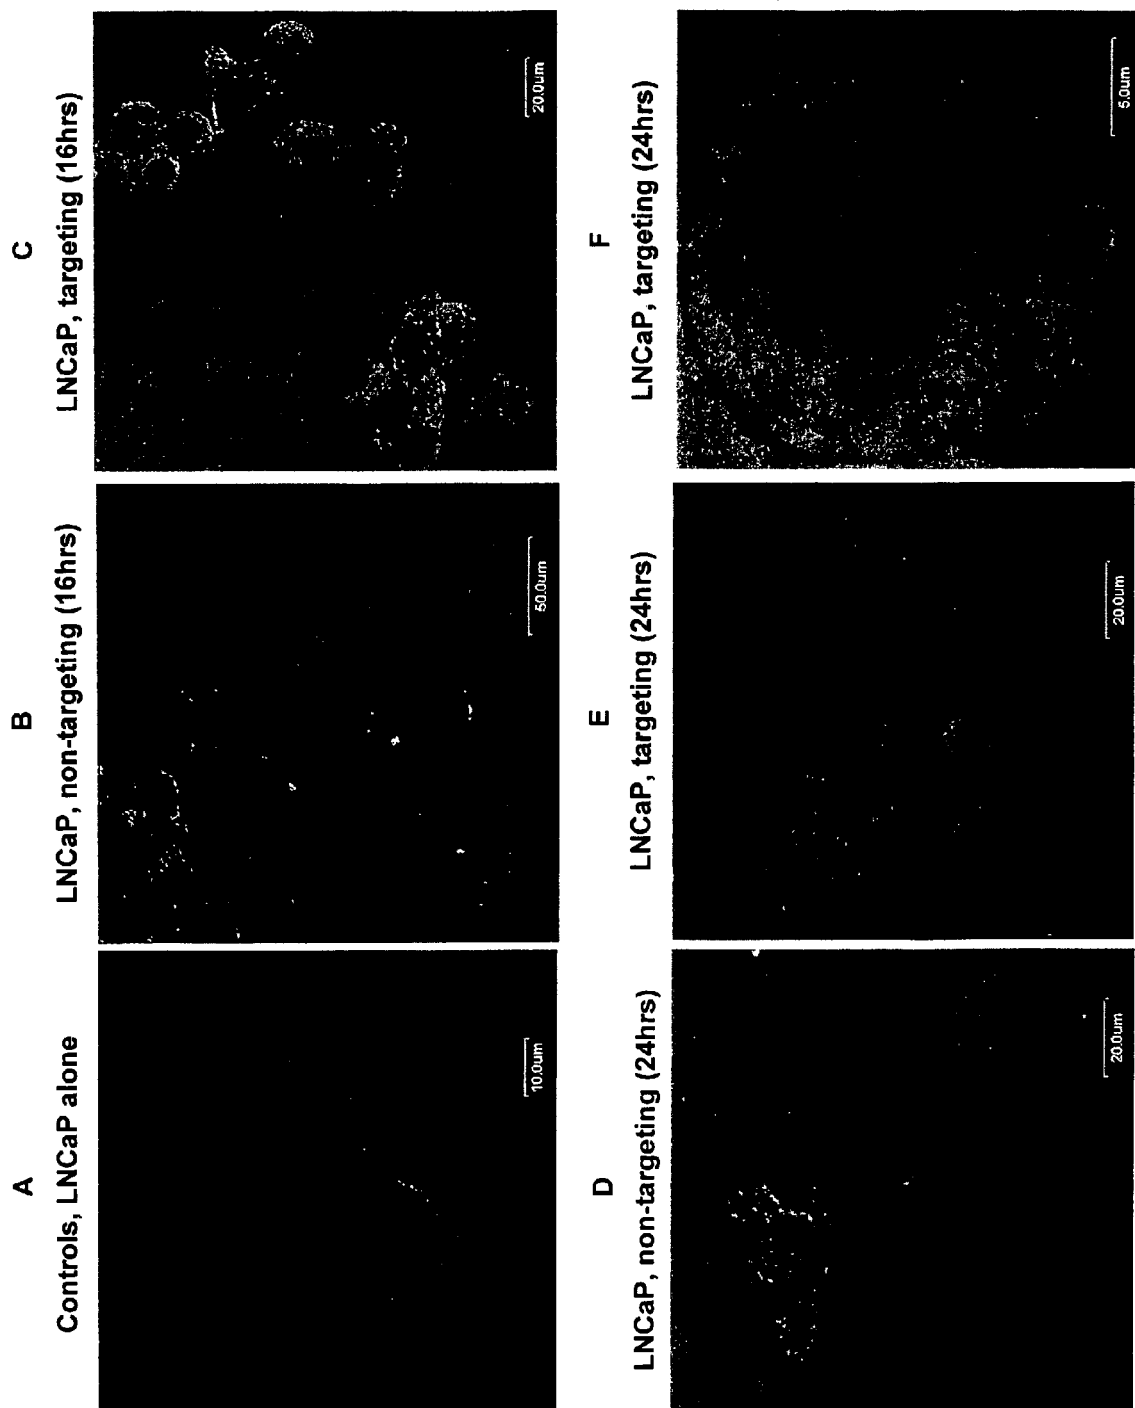 A
Controls, LNCaP alone
10.0um
B
LNCaP, non-targeting (16hrs)
50.0um
C
LNCaP, targeting (16hrs)
20.0um
D
LNCaP, non-targeting (24hrs)
20.0um
E
LNCaP, targeting (24hrs)
20.0um
F
LNCaP, targeting (24hrs)
5.0um